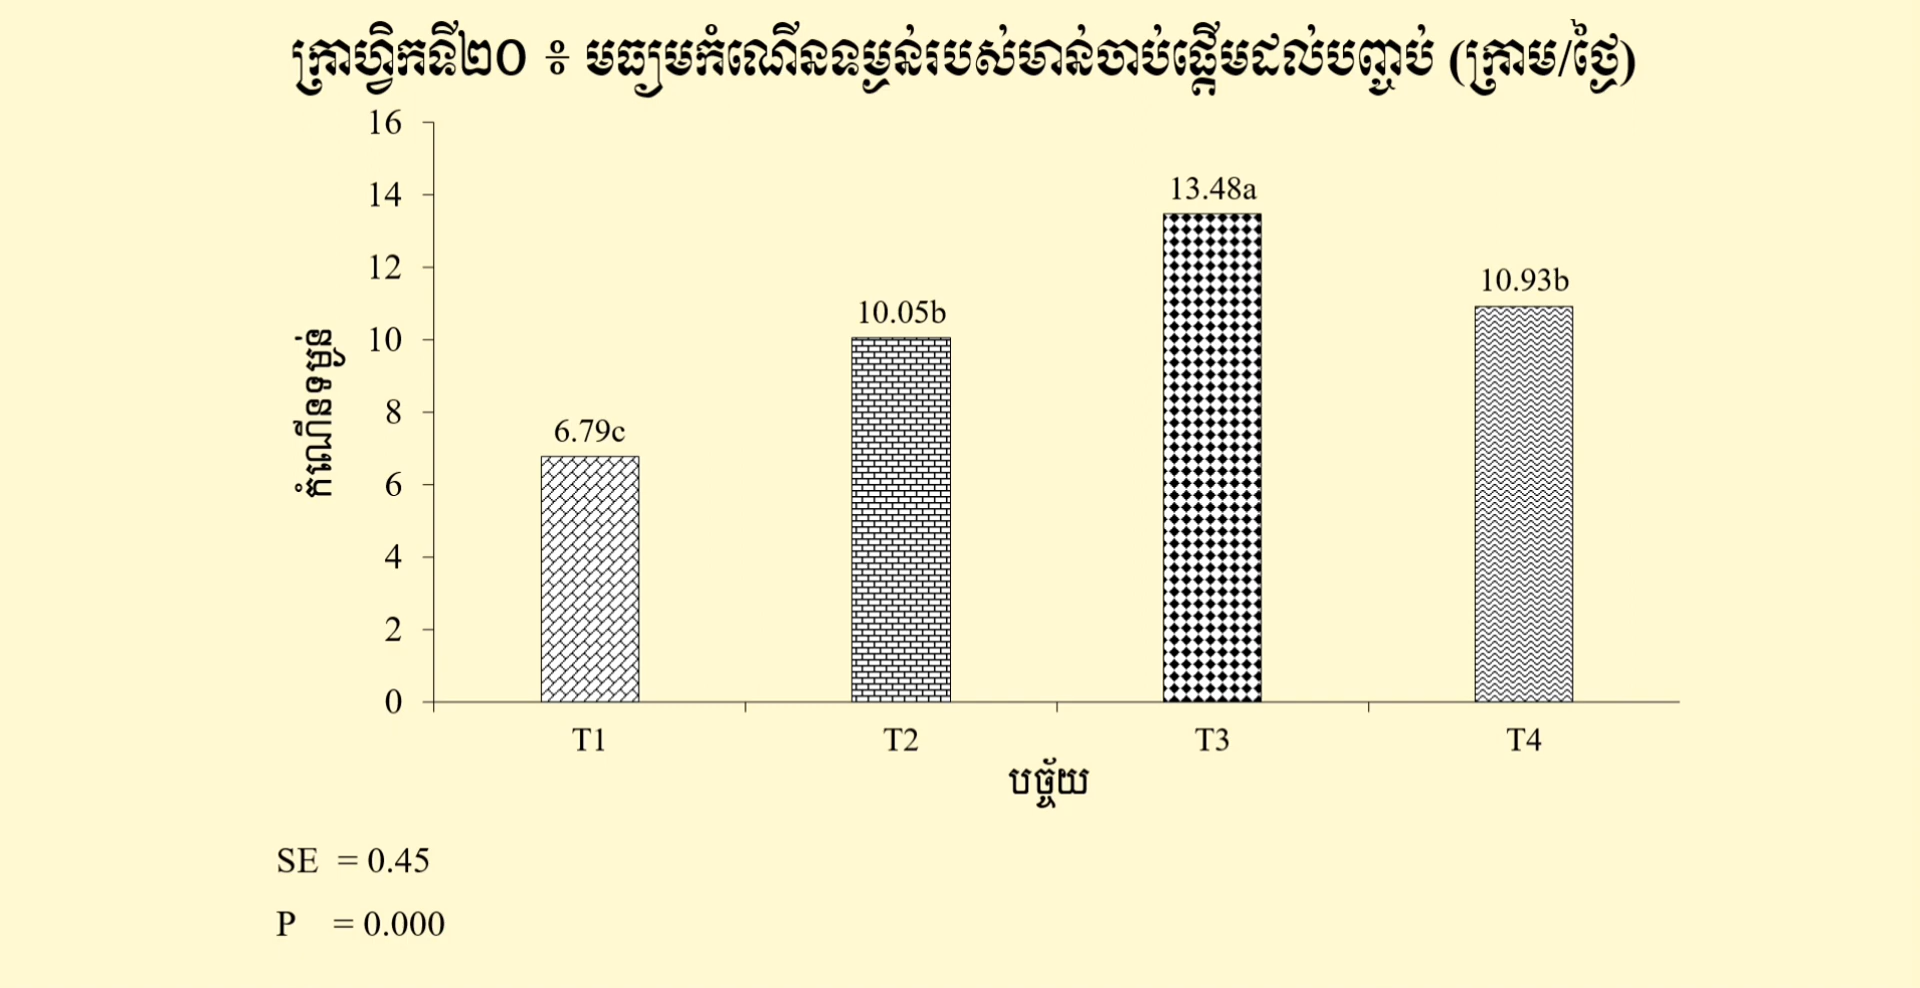 ក្រាហ្វិកទី២០ ៖ មធ្យមកំណើនទម្ងន់របស់មាន់ចាប់ផ្តើមដល់បញ្ចប់ (ក្រាម/ថ្ងៃ)
16
14
12
10
8
6
4
2
0
កំណើនទម្ងន់
6.79c
10.05b
13.48a
10.93b
T1 T2 T3 T4
បច្ច័យ
SE = 0.45
P = 0.000